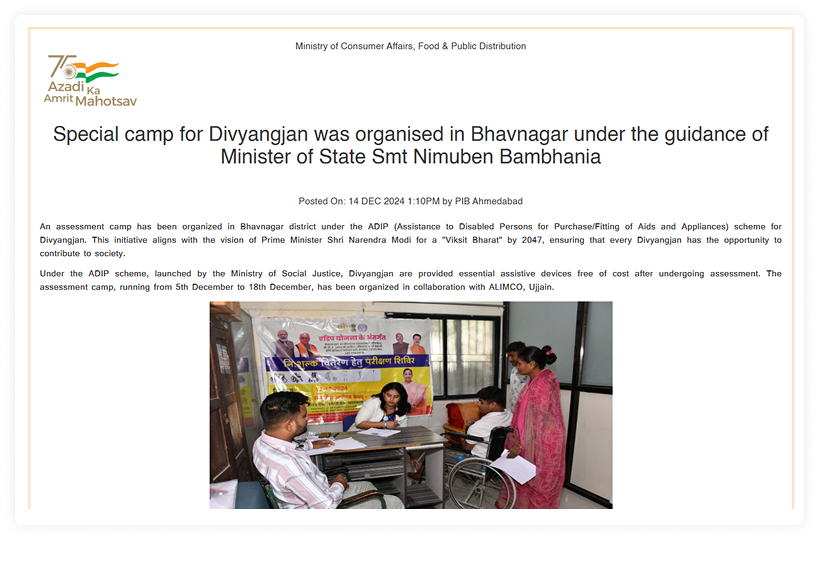 Ministry of Consumer Affairs, Food & Public Distribution
75
Azadi Ka
Amrit Mahotsav
Special camp for Divyangjan was organised in Bhavnagar under the guidance of
Minister of State Smt Nimuben Bambhania
Posted On: 14 DEC 2024 1:10PM by PIB Ahmedabad
An assessment camp has been organized in Bhavnagar district under the ADIP (Assistance to Disabled Persons for Purchase/Fitting of Aids and Appliances) scheme for
Divyangjan. This initiative aligns with the vision of Prime Minister Shri Narendra Modi for a "Viksit Bharat" by 2047, ensuring that every Divyangjan has the opportunity to
contribute to society.
Under the ADIP scheme, launched by the Ministry of Social Justice, Divyangjan are provided essential assistive devices free of cost after undergoing assessment. The
assessment camp, running from 5th December to 18th December, has been organized in collaboration with ALIMCO, Ujjain.
एडिप योजना के अंतर्गत
निःशुल्क वितरण हेतु परीक्षण शिविर